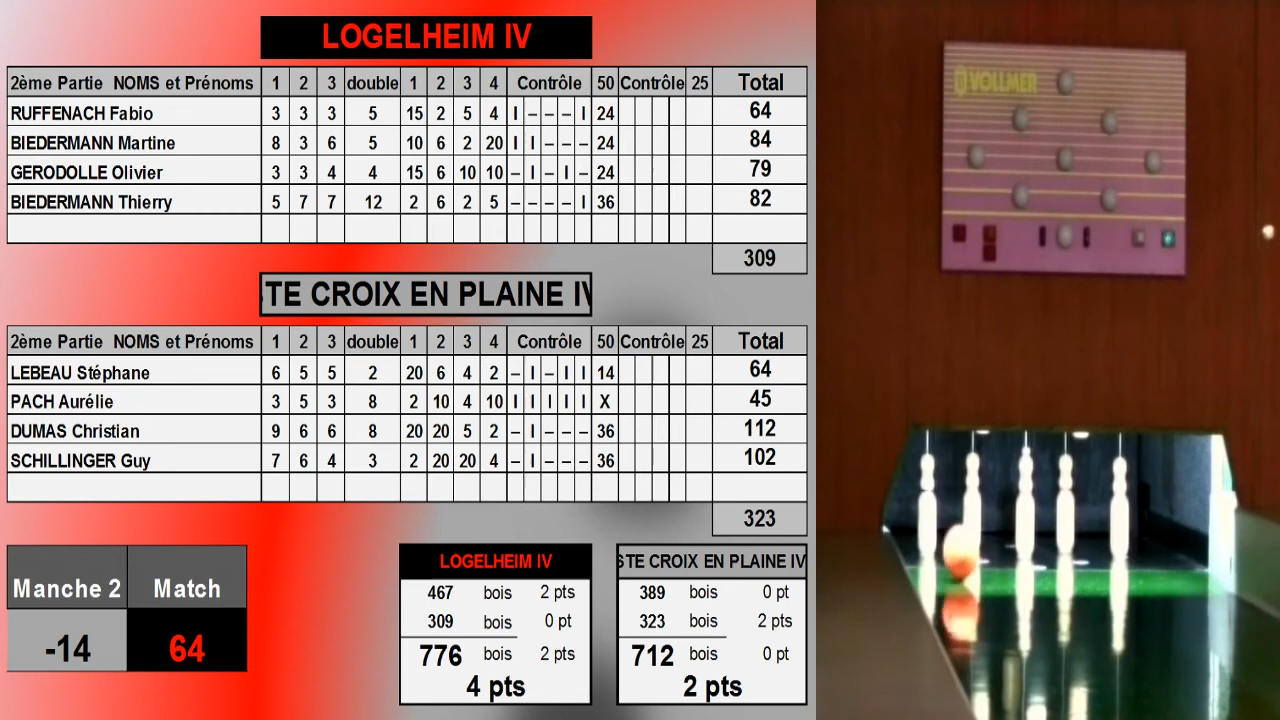 LOGELHEIM IV
2ème Partie NOMS et Prénoms 1 2 3 double 1 2 3 4 Contrôle 50 Contrôle 25 Total
RUFFENACH Fabio 3 3 3 5 15 2 5 4 I – – – I 24 64
BIEDERMANN Martine 8 3 6 5 10 6 2 20 I I – – – 24 84
GERODOLLE Olivier 3 3 4 4 15 6 10 10 – I – I – 24 79
BIEDERMANN Thierry 5 7 7 12 2 6 2 5 – – – – I 36 82
309
STE CROIX EN PLAINE IV
2ème Partie NOMS et Prénoms 1 2 3 double 1 2 3 4 Contrôle 50 Contrôle 25 Total
LEBEAU Stéphane 6 5 5 2 20 6 4 2 – I – I I 14 64
PACH Aurélie 3 5 3 8 2 10 4 10 I I I I I X 45
DUMAS Christian 9 6 6 8 20 20 5 2 – I – – – 36 112
SCHILLINGER Guy 7 6 4 3 2 20 20 4 – I – – – 36 102
323
Manche 2 Match
-14 64
LOGELHEIM IV
467 bois 2 pts
309 bois 0 pt
776 bois 2 pts
4 pts
STE CROIX EN PLAINE IV
389 bois 0 pt
323 bois 2 pts
712 bois 0 pt
2 pts
VOLLMER